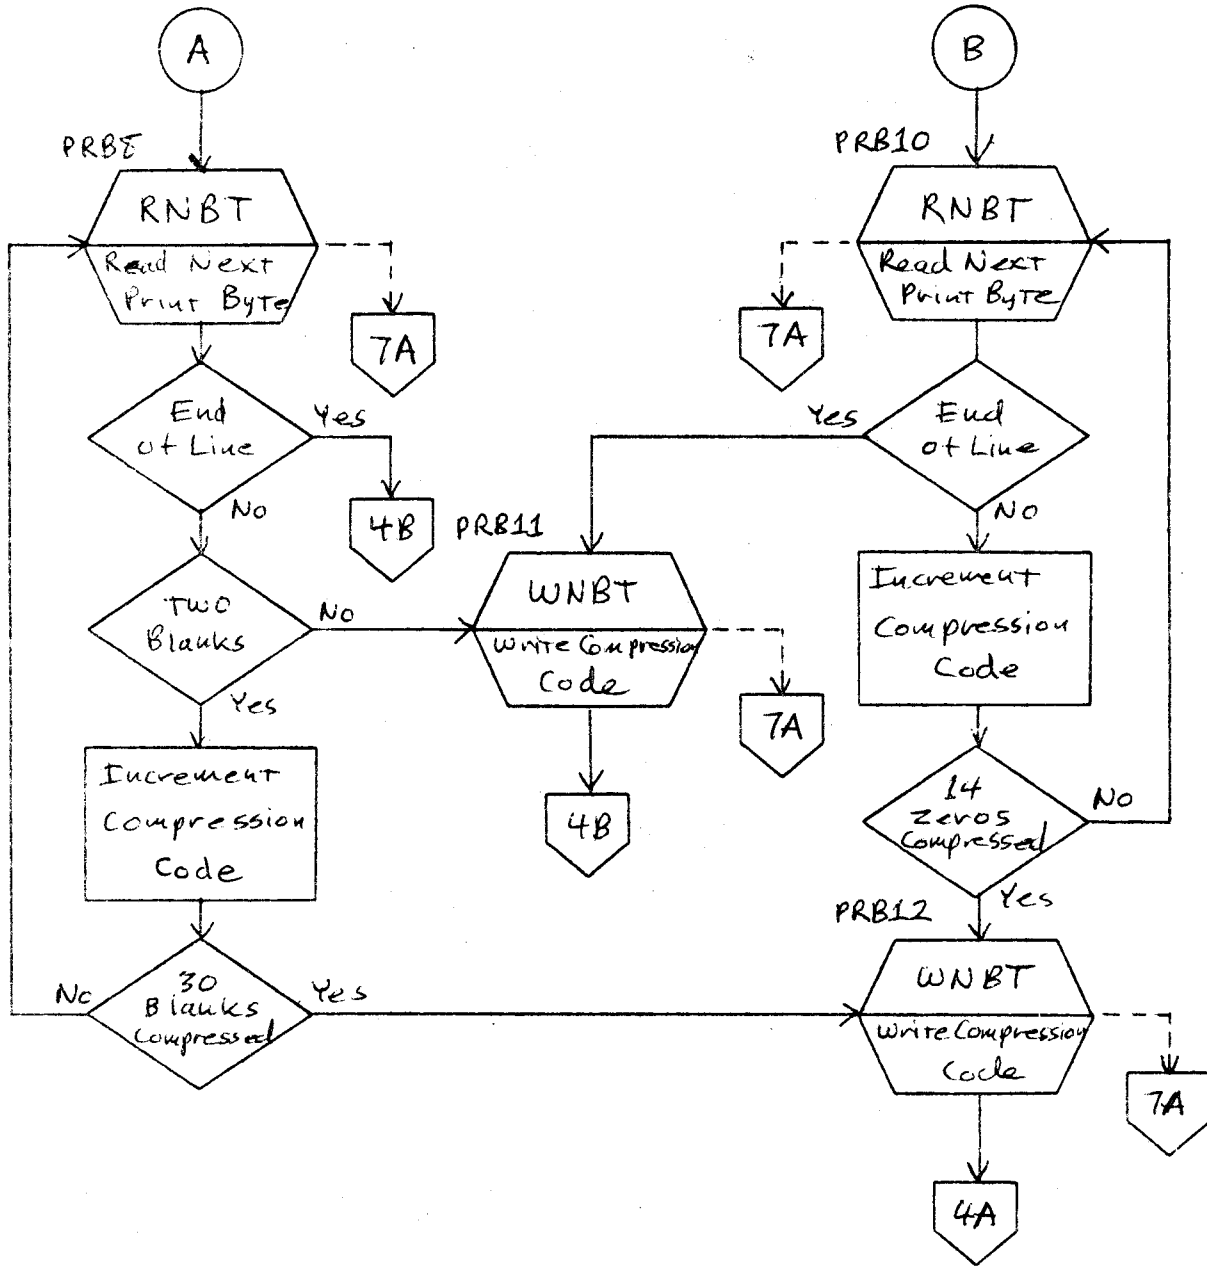 A
B
PRB10
RNBT
Read Next
Print Byte
7A
RNBT
Read Next
Print Byte
7A
End
of Line
Yes
No
4B
Yes
End
of Line
No
PRB11
WNBT
Write Compression
Code
7A
4B
Two
Blanks
No
Yes
Increment
Compression
Code
Increment
Compression
Code
14
Zeros
Compressed
No
Yes
30
Blanks
Compressed
No
Yes
PRB12
WNBT
Write Compression
Code
7A
4A